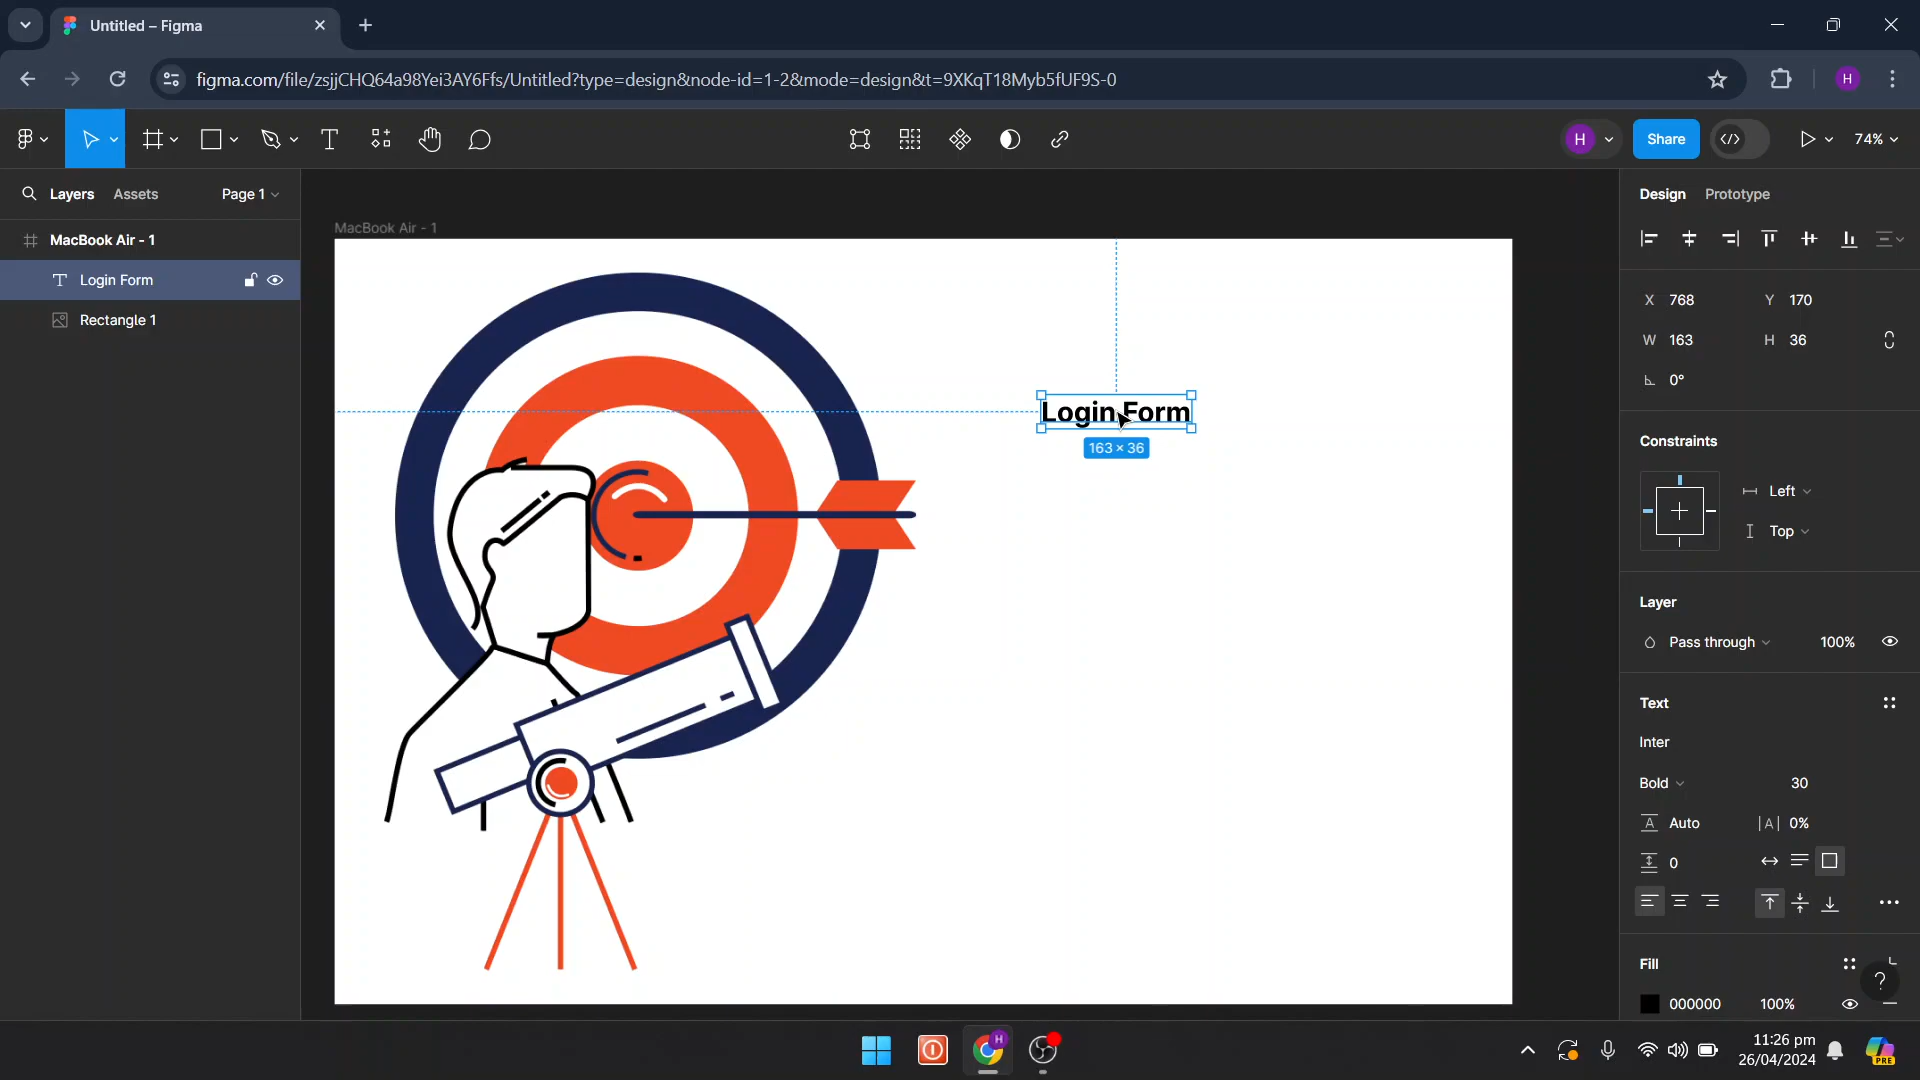 Untitled – Figma
figma.com/file/zsjjCHQ64a98Yei3AY6Ffs/Untitled?type=design&node-id=1-2&mode=design&t=9XKqT18Myb5fUF9S-0
H
H
Share
74%
Layers
Assets
Page 1
Design
Prototype
MacBook Air - 1
MacBook Air - 1
Login Form
Rectangle 1
X 768
Y 170
W 163
H 36
0°
Login Form
163 × 36
Constraints
Left
Top
Layer
Pass through
100%
Text
Inter
Bold
30
A Auto
|A| 0%
0
Fill
000000
100%
?
H
11:26 pm
26/04/2024
PRE